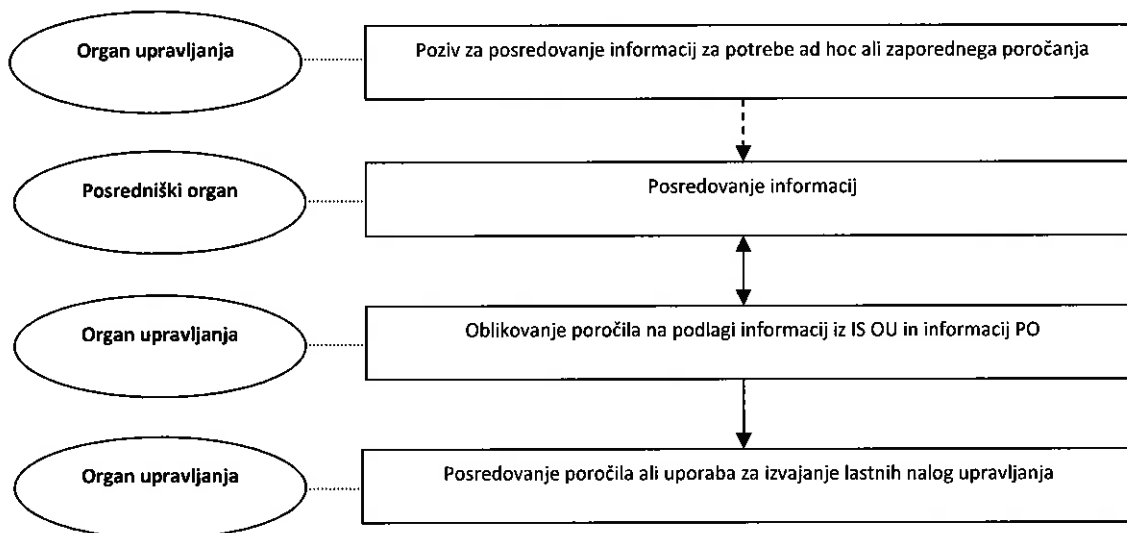 Organ upravljanja
Poziv za posredovanje informacij za potrebe ad hoc ali zaporednega poročanja
Posredniški organ
Posredovanje informacij
Organ upravljanja
Oblikovanje poročila na podlagi informacij iz IS OU in informacij PO
Organ upravljanja
Posredovanje poročila ali uporaba za izvajanje lastnih nalog upravljanja